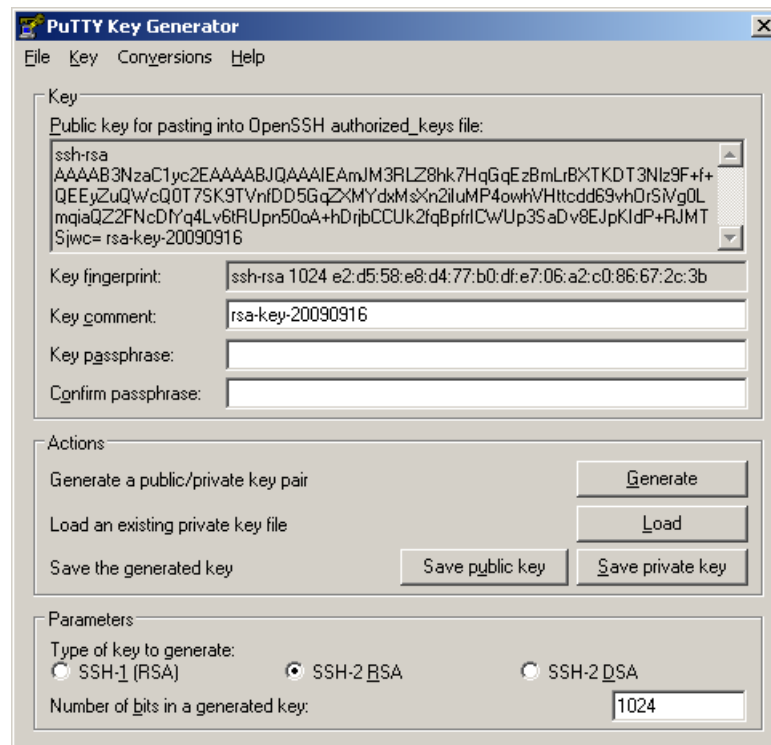 PuTTY Key Generator
File Key Conversions Help
Key
Public key for pasting into OpenSSH authorized_keys file:
ssh-rsa
AAAAB3NzaC1yc2EAAAABJQAAAIEAmJM3RLZ8hk7HqGqEzBmLrBXTKDT3NIz9F+f+
QEEyZuQWcQ0T7SK9TVnfDD5GqZXMYdxMsXn2iIuMP4owhVHttcdd69vhOrSiVg0L
mqiaQZ2FNcDIYq4Lv6tRUpn50oA+hDrjbCCUk2fqBpfrICWUp3SaDv8EJpKIdP+RJMT
Sjwc= rsa-key-20090916
Key fingerprint: ssh-rsa 1024 e2:d5:58:e8:d4:77:b0:df:e7:06:a2:c0:86:67:2c:3b
Key comment: rsa-key-20090916
Key passphrase:
Confirm passphrase:
Actions
Generate a public/private key pair Generate
Load an existing private key file Load
Save the generated key Save public key Save private key
Parameters
Type of key to generate:
SSH-1 (RSA) SSH-2 RSA SSH-2 DSA
Number of bits in a generated key: 1024